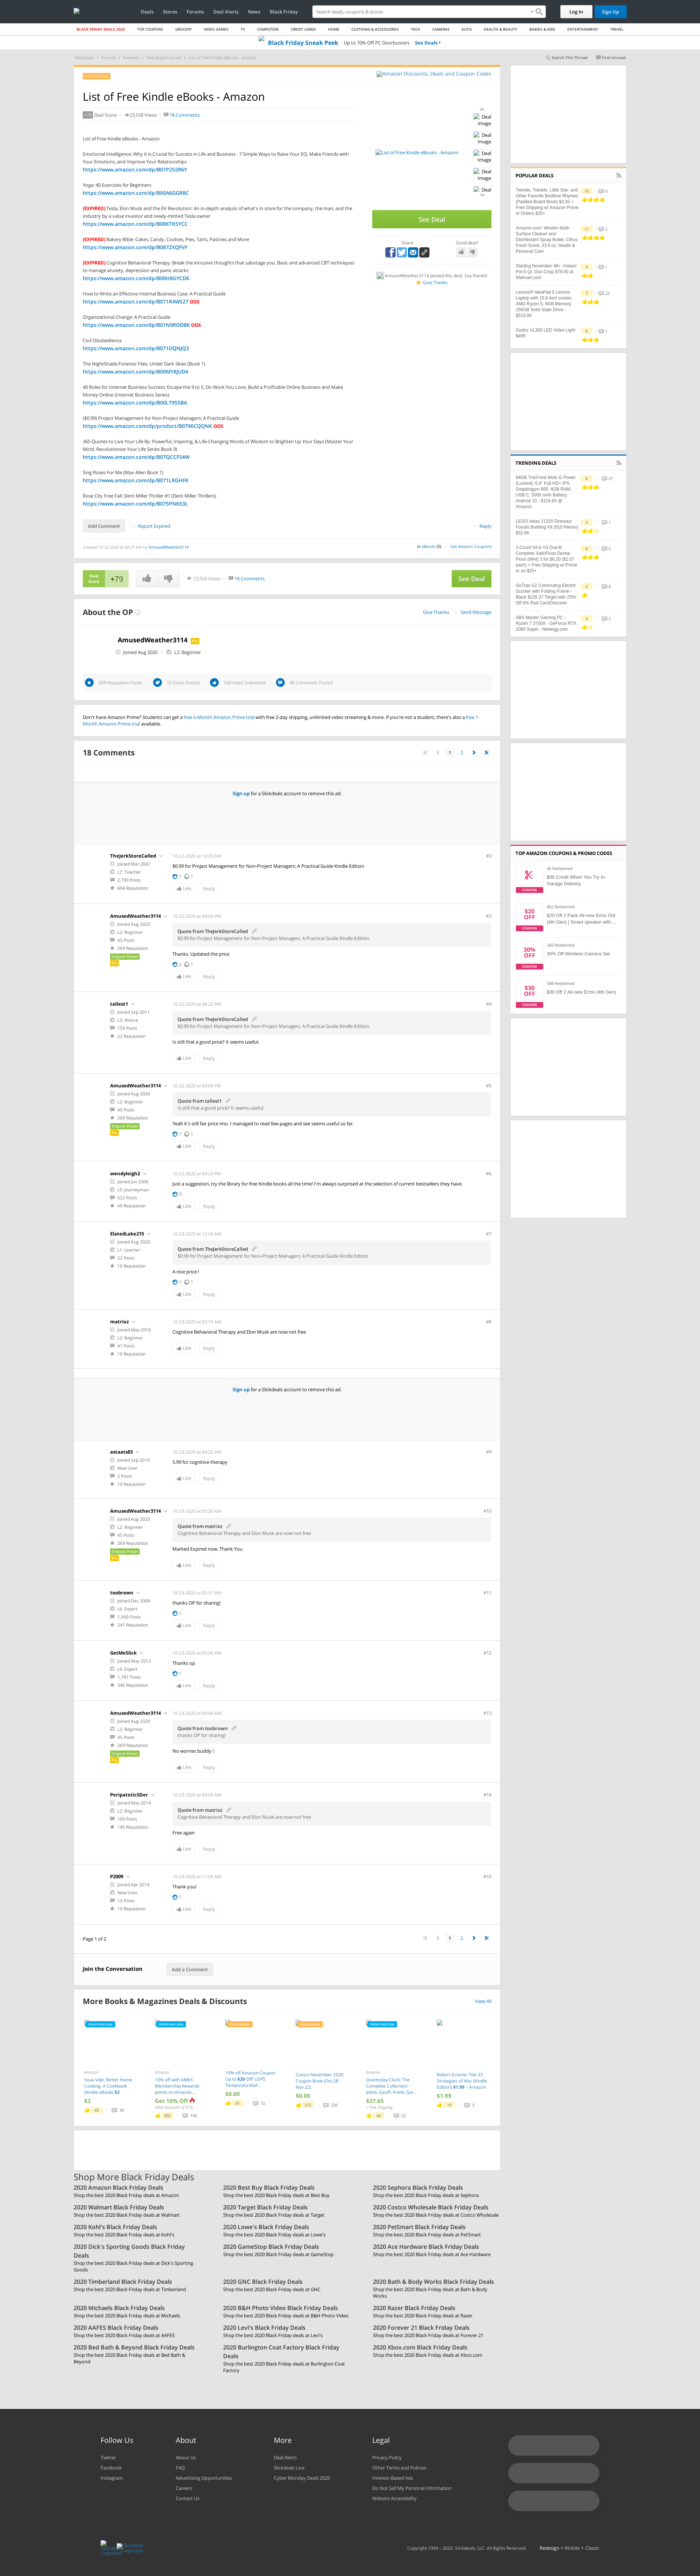 Deals Stores Forums Deal Alerts News Black Friday
Search deals, coupons & stores
Log In Sign Up
BLACK FRIDAY DEALS 2020 TOP COUPONS GROCERY VIDEO GAMES TV COMPUTERS CREDIT CARDS HOME CLOTHING & ACCESSORIES TECH CAMERAS AUTO HEALTH & BEAUTY BABIES & KIDS ENTERTAINMENT TRAVEL
Black Friday Sneak Peek Up to 70% Off PC Doorbusters See Deals
Slickdeals > Forums > Freebies > Free Digital Goods > List of Free Kindle eBooks - Amazon
Search This Thread First Unread
Amazon Discounts, Deals and Coupon Codes
List of Free Kindle eBooks - Amazon
+79 Deal Score 23,558 Views 18 Comments
List of Free Kindle eBooks - Amazon
Emotional Intelligence: Why it is Crucial for Success in Life and Business - 7 Simple Ways to Raise Your EQ, Make Friends with
Your Emotions, and Improve Your Relationships
https://www.amazon.com/dp/B07P252R6Y
Yoga: 40 Exercises for Beginners
https://www.amazon.com/dp/B00A6GGR8C
(EXPIRED) Tesla, Elon Musk and the EV Revolution: An in-depth analysis of what's in store for the company, the man, and the
industry by a value investor and newly-minted Tesla owner
https://www.amazon.com/dp/B08KTKSYCC
(EXPIRED) Bakery Bible: Cakes, Candy, Cookies, Pies, Tarts, Pastries and More
https://www.amazon.com/dp/B087ZXQFVF
(EXPIRED) Cognitive Behavioral Therapy: Break the Intrusive thoughts that disguise as your own by the secret CBT techniques
to managing anxiety, depression and panic attacks
https://www.amazon.com/dp/B08H8GYCD6
How to Write an Effective Internal Business Case: A Practical Guide
https://www.amazon.com/dp/B071R4WS27 OOS
Organizational Change: A Practical Guide
https://www.amazon.com/dp/B01N9RDDBK OOS
Civil Disobedience
https://www.amazon.com/dp/B071DQNJQ3
The NightShade Forensic Files: Under Dark Skies (Book 1)
https://www.amazon.com/dp/B00MYBJUD4
40 Rules for Internet Business Success: Escape the 9 to 5, Do Work You Love, Build a Profitable Online Business and Make
Money Online (Internet Business Series)
https://www.amazon.com/dp/B00LT95SBA
($0.99) Project Management for Non-Project Managers: A Practical Guide
https://www.amazon.com/dp/product/B0796CQQNK OOS
365 Quotes to Live Your Life By: Powerful, Inspiring, & Life-Changing Words of Wisdom to Brighten Up Your Days (Master Your
Mind, Revolutionize Your Life Series Book 9)
https://www.amazon.com/dp/B07QCCF54W
Sing Roses For Me (Max Allen Book 1)
https://www.amazon.com/dp/B071LRGHFK
Rose City Free Fall: Dent Miller Thriller #1 (Dent Miller Thrillers)
https://www.amazon.com/dp/B075PNKS3L
Add Comment Report Expired Reply
Created 10-22-2020 at 06:27 AM by AmusedWeather3114
in eBooks (5) Get Amazon Coupons
List of Free Kindle eBooks - Amazon
Deal Image
Deal Image
Deal Image
Deal Image
Deal
See Deal
Share Good deal?
AmusedWeather3114 posted this deal. Say thanks!
Give Thanks
Deal Score +79 23,558 Views 18 Comments See Deal
About the OP
Give Thanks Send Message
AmusedWeather3114 Pro
Joined Aug 2020 L2: Beginner
269 Reputation Points 12 Deals Posted 104 Votes Submitted 45 Comments Posted
Don't have Amazon Prime? Students can get a free 6-Month Amazon Prime trial with free 2-day shipping, unlimited video streaming & more. If you're not a student, there's also a free 1-
Month Amazon Prime trial available.
18 Comments
1 2
Sign up for a Slickdeals account to remove this ad.
TheJerkStoreCalled 10-22-2020 at 10:39 AM #2
Joined Mar 2007
L7: Teacher
2,799 Posts
604 Reputation
$0.99 for Project Management for Non-Project Managers: A Practical Guide Kindle Edition
1 1
Like Reply
AmusedWeather3114 10-22-2020 at 04:03 PM #3
Joined Aug 2020
L2: Beginner
45 Posts
269 Reputation
Original Poster
Pro
Quote from TheJerkStoreCalled
$0.99 for Project Management for Non-Project Managers: A Practical Guide Kindle Edition
Thanks. Updated the price
2 1
Like Reply
tallest1 10-22-2020 at 08:22 PM #4
Joined Sep 2011
L3: Novice
159 Posts
22 Reputation
Quote from TheJerkStoreCalled
$0.99 for Project Management for Non-Project Managers: A Practical Guide Kindle Edition
Is still that a good price? It seems useful.
Like Reply
AmusedWeather3114 10-22-2020 at 09:09 PM #5
Joined Aug 2020
L2: Beginner
45 Posts
269 Reputation
Original Poster
Pro
Quote from tallest1
Is still that a good price? It seems useful.
Yeah it's still fair price imo. I managed to read few pages and see seems useful so far.
1 1
Like Reply
wendyleigh2 10-22-2020 at 09:24 PM #6
Joined Jun 2006
L5: Journeyman
522 Posts
49 Reputation
Just a suggestion, try the library for free Kindle books all the time! I'm always surprised at the selection of current bestsellers they have.
3
Like Reply
ElatedLake215 10-23-2020 at 12:59 AM #7
Joined Aug 2020
L1: Learner
22 Posts
10 Reputation
Quote from TheJerkStoreCalled
$0.99 for Project Management for Non-Project Managers: A Practical Guide Kindle Edition
A nice price !
1 1
Like Reply
matrixz 10-23-2020 at 02:19 AM #8
Joined May 2016
L2: Beginner
41 Posts
10 Reputation
Cognitive Behavioral Therapy and Elon Musk are now not free
Like Reply
Sign up for a Slickdeals account to remove this ad.
astaats83 10-23-2020 at 04:22 AM #9
Joined Sep 2016
New User
2 Posts
10 Reputation
5.99 for cognitive therapy
Like Reply
AmusedWeather3114 10-23-2020 at 05:30 AM #10
Joined Aug 2020
L2: Beginner
45 Posts
269 Reputation
Original Poster
Pro
Quote from matrixz
Cognitive Behavioral Therapy and Elon Musk are now not free
Marked Expired now. Thank You
Like Reply
toobrown 10-23-2020 at 05:51 AM #11
Joined Dec 2009
L6: Expert
1,500 Posts
241 Reputation
thanks OP for sharing!
1
Like Reply
GotMeSlick 10-23-2020 at 05:56 AM #12
Joined May 2013
L6: Expert
1,781 Posts
346 Reputation
Thanks op
1
Like Reply
AmusedWeather3114 10-23-2020 at 09:44 AM #13
Joined Aug 2020
L2: Beginner
45 Posts
269 Reputation
Original Poster
Pro
Quote from toobrown
thanks OP for sharing!
No worries buddy:)
Like Reply
PeripateticSDer 10-23-2020 at 09:56 AM #14
Joined May 2014
L2: Beginner
100 Posts
145 Reputation
Quote from matrixz
Cognitive Behavioral Therapy and Elon Musk are now not free
Free again
Like Reply
P2009 10-23-2020 at 11:59 AM #15
Joined Apr 2019
New User
13 Posts
10 Reputation
Thank you!
1
Like Reply
Page 1 of 2
1 2
Join the Conversation Add a Comment
More Books & Magazines Deals & Discounts View All
Amazon
Sous Vide: Better Home
Cooking: A Cookbook
(Kindle eBook) $2
$2
Amazon
10% off with AMEX
Membership Rewards
points on Amazon...
Get 10% Off
10% off Amazon Coupon
Up to $20 Off USPS
Temporary Mail...
$0.00
Costco November 2020
Coupon Book (Oct 28 -
Nov 22)
$0.00
Amazon
Doomsday Clock: The
Complete Collection:
Johns, Geoff, Frank, Gar...
$27.65
+ Free Shipping
Robert Greene: The 33
Strategies of War [Kindle
Edition] $1.99 ~ Amazon
$1.99
Shop More Black Friday Deals
2020 Amazon Black Friday Deals
Shop the best 2020 Black Friday deals at Amazon
2020 Best Buy Black Friday Deals
Shop the best 2020 Black Friday deals at Best Buy
2020 Sephora Black Friday Deals
Shop the best 2020 Black Friday deals at Sephora
2020 Walmart Black Friday Deals
Shop the best 2020 Black Friday deals at Walmart
2020 Target Black Friday Deals
Shop the best 2020 Black Friday deals at Target
2020 Costco Wholesale Black Friday Deals
Shop the best 2020 Black Friday deals at Costco Wholesale
2020 Kohl's Black Friday Deals
Shop the best 2020 Black Friday deals at Kohl's
2020 Lowe's Black Friday Deals
Shop the best 2020 Black Friday deals at Lowe's
2020 PetSmart Black Friday Deals
Shop the best 2020 Black Friday deals at PetSmart
2020 Dick's Sporting Goods Black Friday
Deals
Shop the best 2020 Black Friday deals at Dick's Sporting
Goods
2020 GameStop Black Friday Deals
Shop the best 2020 Black Friday deals at GameStop
2020 Ace Hardware Black Friday Deals
Shop the best 2020 Black Friday deals at Ace Hardware
2020 Timberland Black Friday Deals
Shop the best 2020 Black Friday deals at Timberland
2020 GNC Black Friday Deals
Shop the best 2020 Black Friday deals at GNC
2020 Bath & Body Works Black Friday Deals
Shop the best 2020 Black Friday deals at Bath & Body
Works
2020 Michaels Black Friday Deals
Shop the best 2020 Black Friday deals at Michaels
2020 B&H Photo Video Black Friday Deals
Shop the best 2020 Black Friday deals at B&H Photo Video
2020 Razer Black Friday Deals
Shop the best 2020 Black Friday deals at Razer
2020 AAFES Black Friday Deals
Shop the best 2020 Black Friday deals at AAFES
2020 Levi's Black Friday Deals
Shop the best 2020 Black Friday deals at Levi's
2020 Forever 21 Black Friday Deals
Shop the best 2020 Black Friday deals at Forever 21
2020 Bed Bath & Beyond Black Friday Deals
Shop the best 2020 Black Friday deals at Bed Bath &
Beyond
2020 Burlington Coat Factory Black Friday
Deals
Shop the best 2020 Black Friday deals at Burlington Coat
Factory
2020 Xbox.com Black Friday Deals
Shop the best 2020 Black Friday deals at Xbox.com
POPULAR DEALS
Twinkle, Twinkle, Little Star, and
Other Favorite Bedtime Rhymes
(Padded Board Book) $3.50 +
Free Shipping w/ Amazon Prime
or Orders $25+
Amazon.com: Windex Multi-
Surface Cleaner and
Disinfectant Spray Bottle, Citrus
Fresh Scent, 23 fl oz: Health &
Personal Care
Starting November 4th - Instant
Pot 6-Qt. Duo Crisp $79.00 at
Walmart.com
Lenovo® IdeaPad 5 Lenovo
Laptop with 15.6 inch screen,
AMD Ryzen 5, 8GB Memory,
256GB Solid State Drive -
$519.99
Godox VL300 LED Video Light
$499
TRENDING DEALS
64GB TracFone Moto G Power
(Locked): 6.4" Full HD+ IPS,
Snapdragon 665, 4GB RAM,
USB C, 5000 mAh Battery,
Android 10 - $119.65 @
Amazon
LEGO Ideas 21320 Dinosaur
Fossils Building Kit (910 Pieces)
$52.66
2-Count 54.6-Yd Oral-B
Complete SatinFloss Dental
Floss (Mint) 3 for $6.20 ($2.07
each) + Free Shipping w/ Prime
or on $25+
GoTrax G2 Commuting Electric
Scooter with Folding Frame -
Black $135.37 Target with 25%
Off 5% Red Card/Discover
ABS Master Gaming PC -
Ryzen 7 3700X - GeForce RTX
2060 Super - Newegg.com
TOP AMAZON COUPONS & PROMO CODES
4k Redeemed
$30 Credit When You Try In-
Garage Delivery
COUPON
$20 OFF
862 Redeemed
$20 Off 2 Pack All-new Echo Dot
(4th Gen) | Smart speaker with...
COUPON
30% OFF
260 Redeemed
30% Off Wireless Camera Set
COUPON
$30 OFF
588 Redeemed
$30 Off 2 All-new Echo (4th Gen)
COUPON
Follow Us
Twitter
Facebook
Instagram
About
About Us
FAQ
Advertising Opportunities
Careers
Contact Us
More
Deal Alerts
Slickdeals Live
Cyber Monday Deals 2020
Legal
Privacy Policy
Other Terms and Policies
Interest-Based Ads
Do Not Sell My Personal Information
Website Accessibility
Copyright 1999 - 2020. Slickdeals, LLC. All Rights Reserved. Redesign • Mobile • Classic